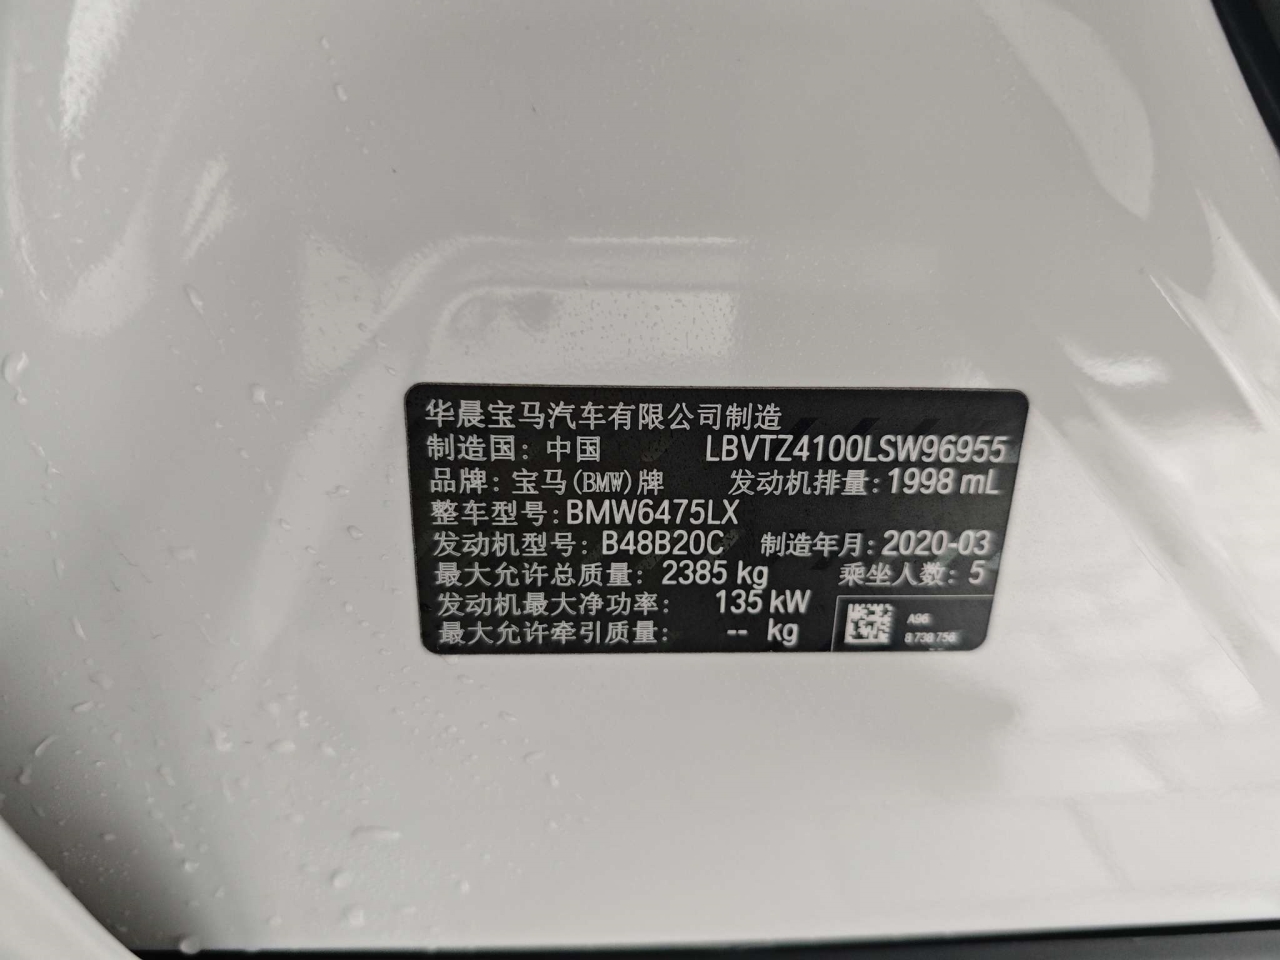 华晨宝马汽车有限公司制造
制造国: 中国 LBVTZ4100LSW96955
品牌: 宝马(BMW)牌 发动机排量: 1998 mL
整车型号: BMW6475LX
发动机型号: B48B20C 制造年月: 2020-03
最大允许总质量: 2385 kg 乘坐人数: 5
发动机最大净功率: 135 kW
最大允许牵引质量: -- kg
A96
8 738 756